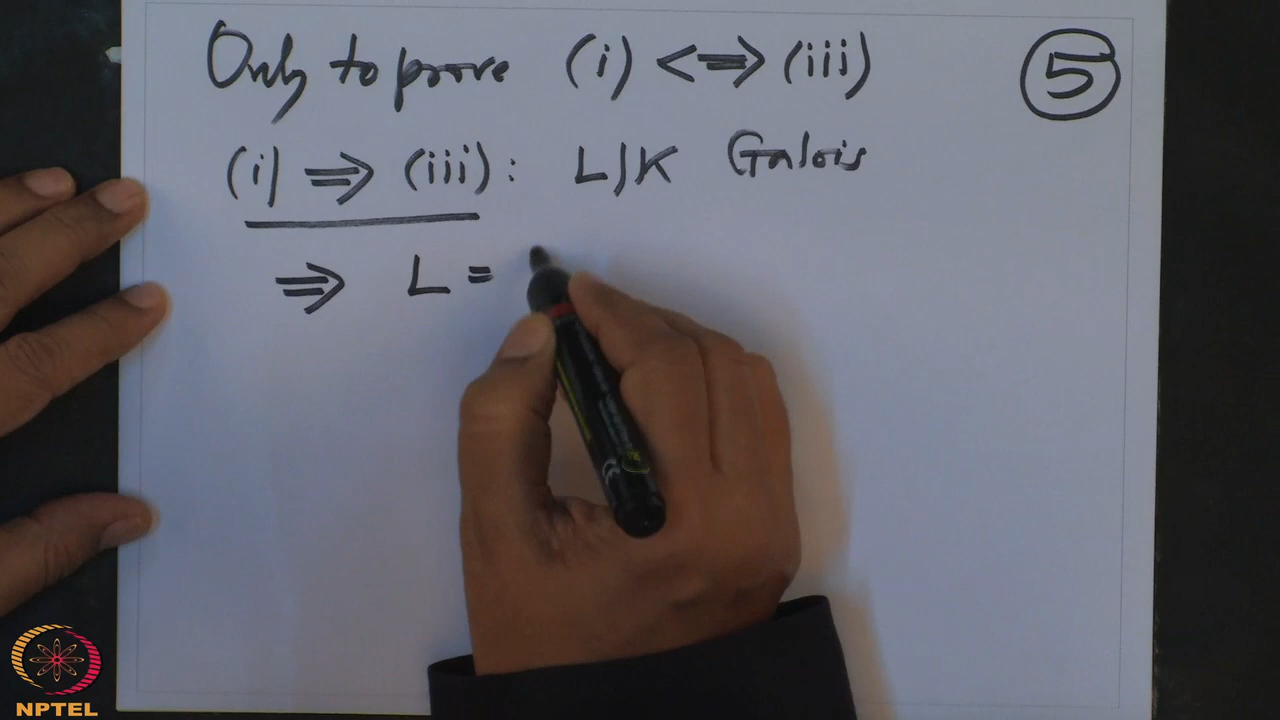 Only to prove (i) <=> (iii) 5
(i) => (iii): L|K Galois
=> L =
NPTEL